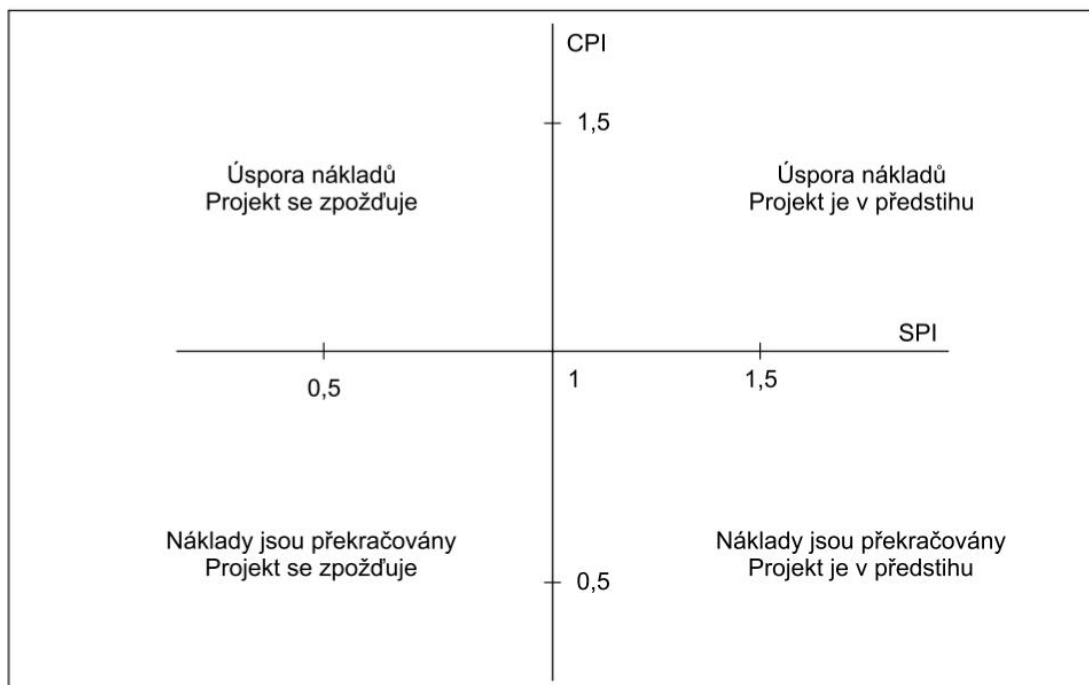 CPI
1,5
Úspora nákladů
Projekt se zpožďuje
Úspora nákladů
Projekt je v předstihu
SPI
0,5
1
1,5
Náklady jsou překračovány
Projekt se zpožďuje
Náklady jsou překračovány
Projekt je v předstihu
0,5